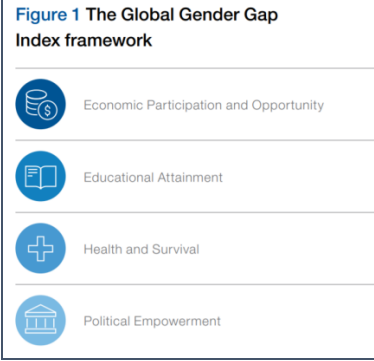 Figure 1 The Global Gender Gap
Index framework
Economic Participation and Opportunity
Educational Attainment
Health and Survival
Political Empowerment